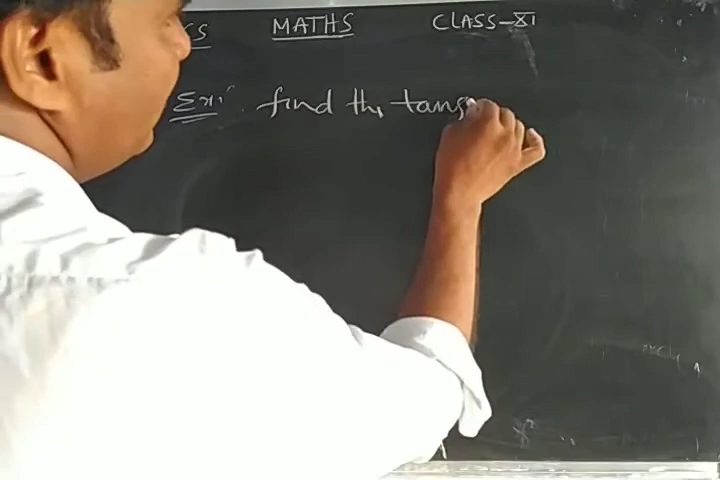 MATHS CLASS-XI
Ex:- find the tang